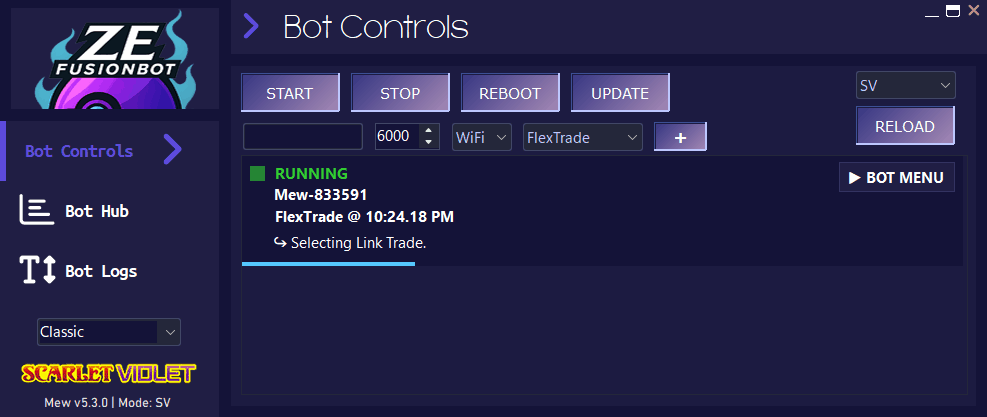 ZE
FUSIONBOT
Bot Controls
Bot Hub
Bot Logs
Classic
SCARLET VIOLET
Mew v5.3.0 | Mode: SV
Bot Controls
START STOP REBOOT UPDATE
SV
RELOAD
6000 WiFi FlexTrade +
RUNNING
Mew-833591
FlexTrade @ 10:24.18 PM
↪ Selecting Link Trade.
▶ BOT MENU